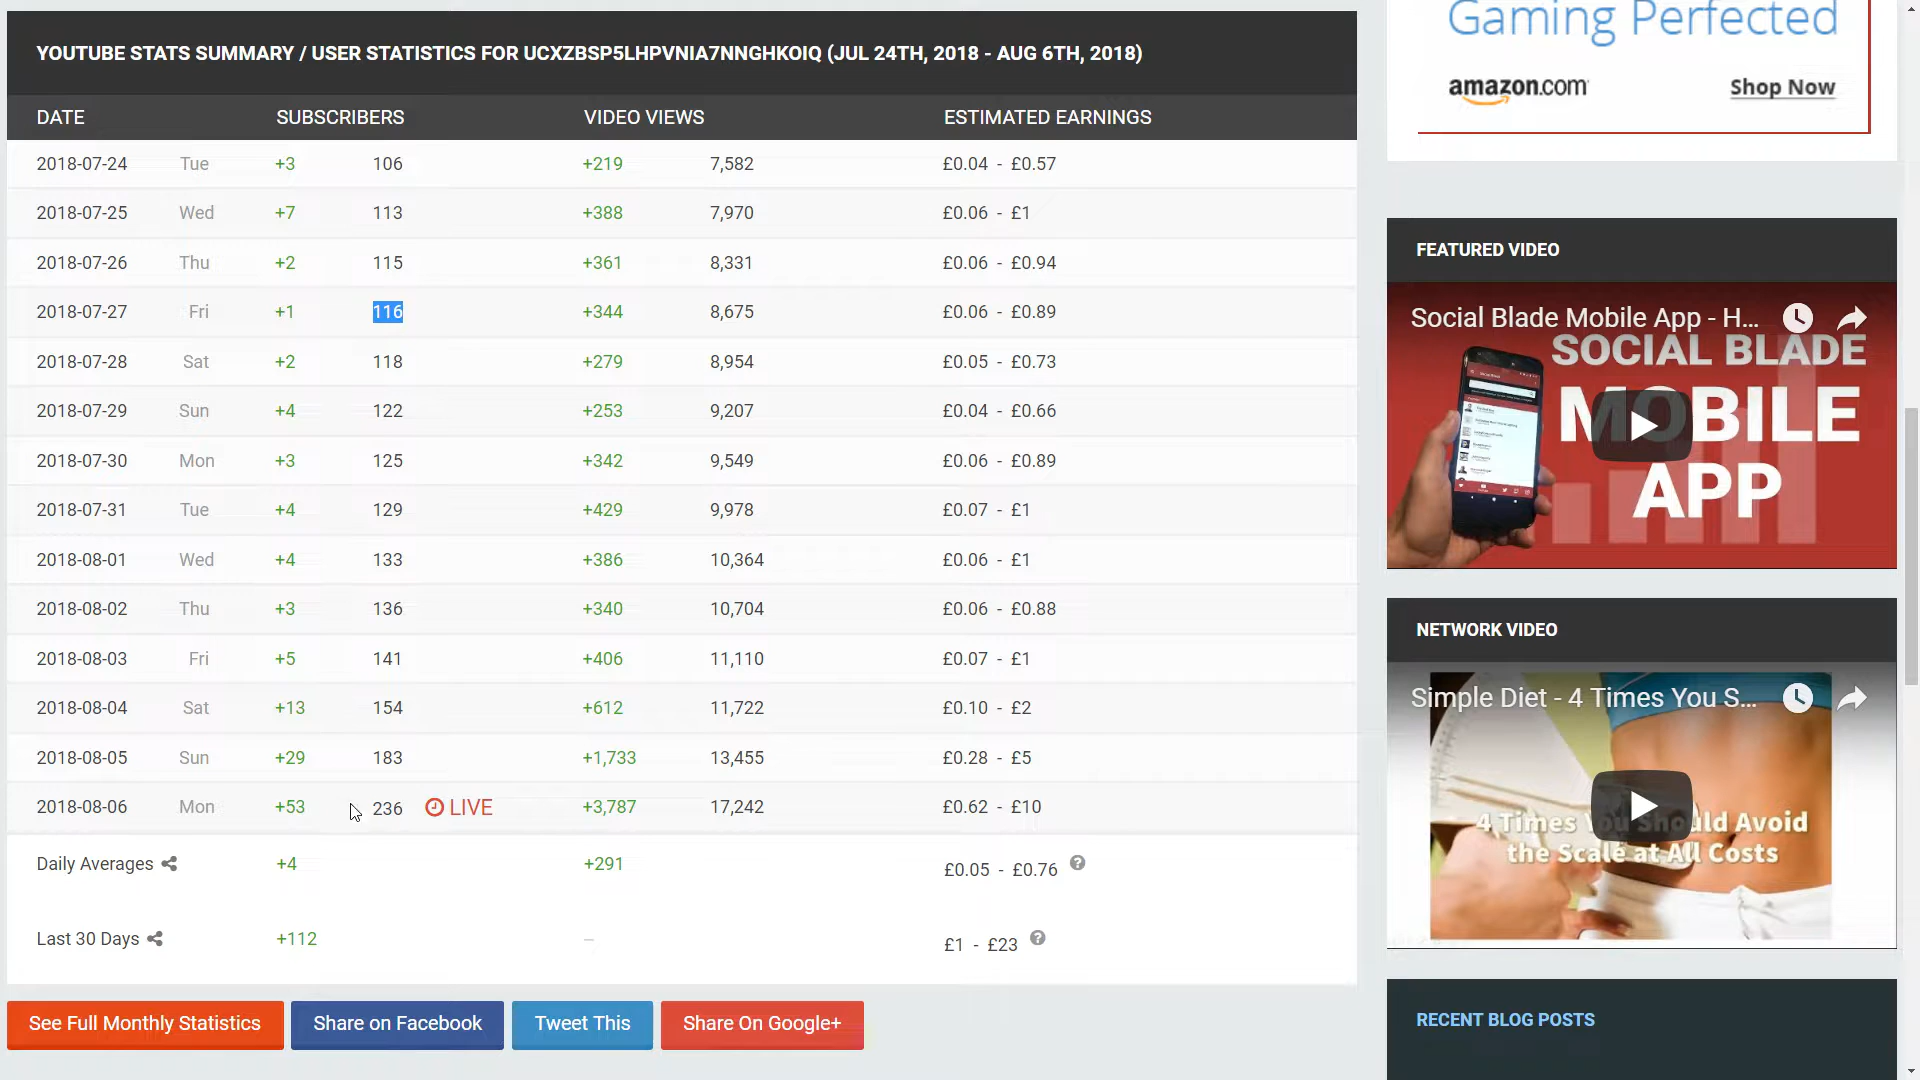 YOUTUBE STATS SUMMARY / USER STATISTICS FOR UCXZBSP5LHPVNIA7NNGHKOIQ (JUL 24TH, 2018 - AUG 6TH, 2018)
DATE SUBSCRIBERS VIDEO VIEWS ESTIMATED EARNINGS
2018-07-24 Tue +3 106 +219 7,582 £0.04 - £0.57
2018-07-25 Wed +7 113 +388 7,970 £0.06 - £1
2018-07-26 Thu +2 115 +361 8,331 £0.06 - £0.94
2018-07-27 Fri +1 116 +344 8,675 £0.06 - £0.89
2018-07-28 Sat +2 118 +279 8,954 £0.05 - £0.73
2018-07-29 Sun +4 122 +253 9,207 £0.04 - £0.66
2018-07-30 Mon +3 125 +342 9,549 £0.06 - £0.89
2018-07-31 Tue +4 129 +429 9,978 £0.07 - £1
2018-08-01 Wed +4 133 +386 10,364 £0.06 - £1
2018-08-02 Thu +3 136 +340 10,704 £0.06 - £0.88
2018-08-03 Fri +5 141 +406 11,110 £0.07 - £1
2018-08-04 Sat +13 154 +612 11,722 £0.10 - £2
2018-08-05 Sun +29 183 +1,733 13,455 £0.28 - £5
2018-08-06 Mon +53 236 LIVE +3,787 17,242 £0.62 - £10
Daily Averages +4 +291 £0.05 - £0.76 ?
Last 30 Days +112 -- £1 - £23 ?
See Full Monthly Statistics
Share on Facebook
Tweet This
Share On Google+
Gaming Perfected
amazon.com Shop Now
FEATURED VIDEO
Social Blade Mobile App - H...
SOCIAL BLADE
MOBILE
APP
NETWORK VIDEO
Simple Diet - 4 Times You S...
4 Times You Should Avoid
the Scale at All Costs
RECENT BLOG POSTS